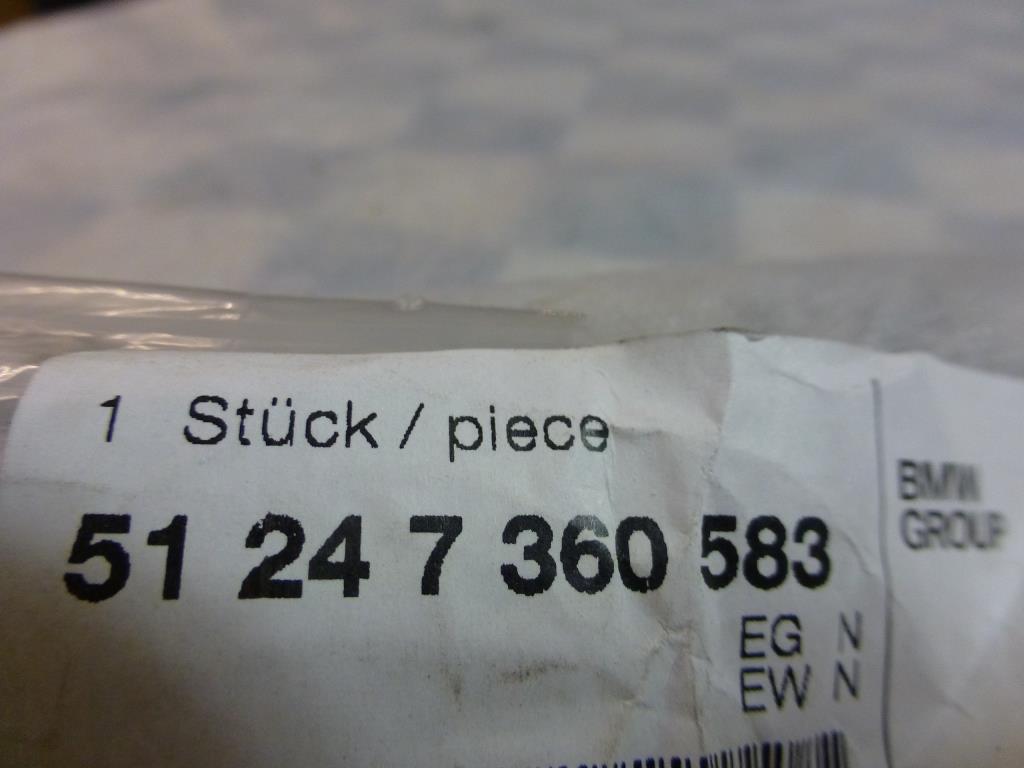 1 Stück / piece
51 24 7 360 583
EG N
EW N
BMW
GROUP